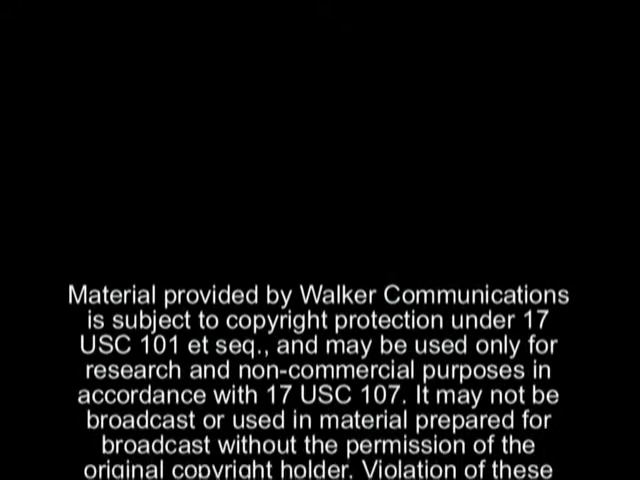 Material provided by Walker Communications
is subject to copyright protection under 17
USC 101 et seq., and may be used only for
research and non-commercial purposes in
accordance with 17 USC 107. It may not be
broadcast or used in material prepared for
broadcast without the permission of the
original copyright holder. Violation of these